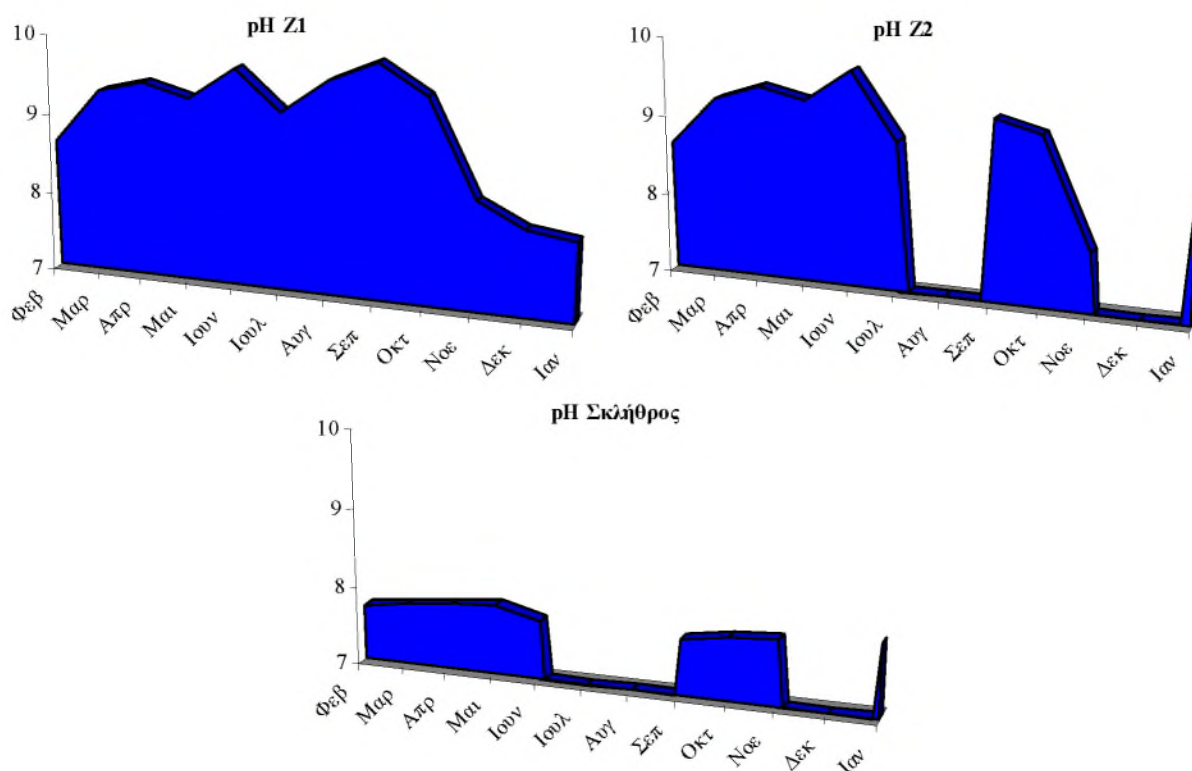 pH Z1
10
9
8
7
Φεβ
Μαρ
Απρ
Μαι
Ιουν
Ιουλ
Αυγ
Σεπ
Οκτ
Νοε
Δεκ
Ιαν
pH Z2
10
9
8
7
Φεβ
Μαρ
Απρ
Μαι
Ιουν
Ιουλ
Αυγ
Σεπ
Οκτ
Νοε
Δεκ
Ιαν
pH Σκλήθρος
10
9
8
7
Φεβ
Μαρ
Απρ
Μαι
Ιουν
Ιουλ
Αυγ
Σεπ
Οκτ
Νοε
Δεκ
Ιαν